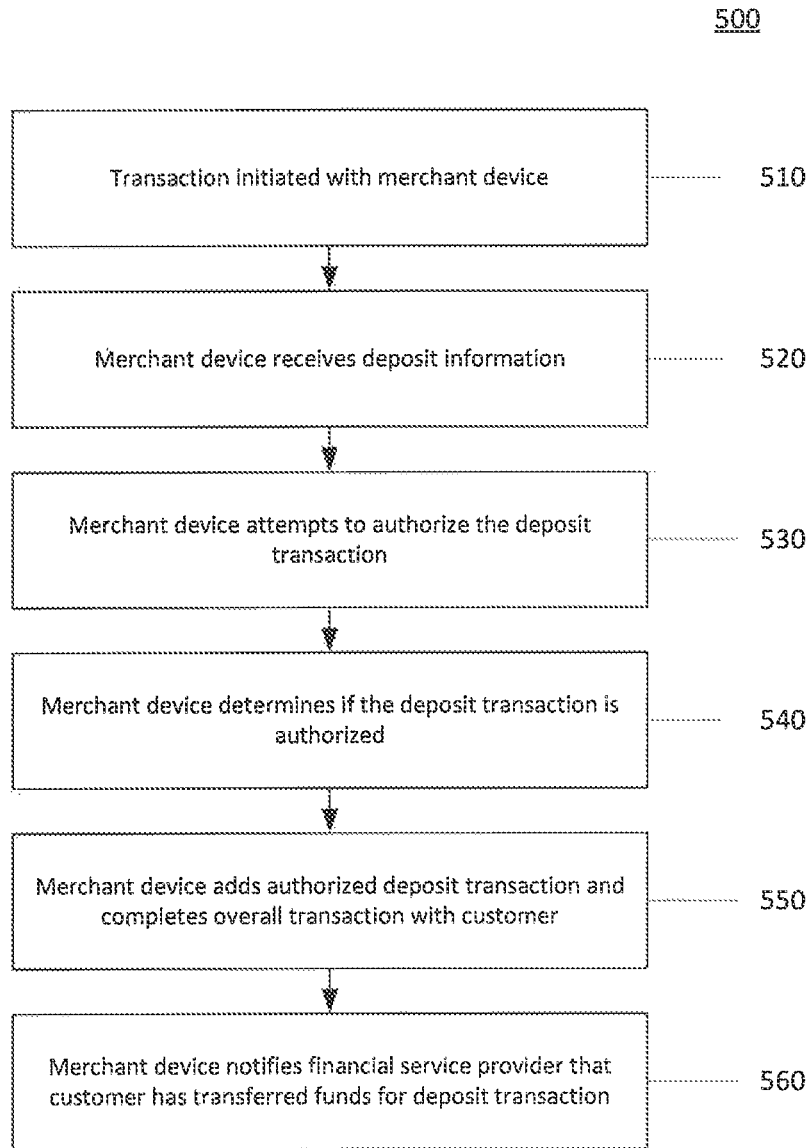 500
Transaction initiated with merchant device
510
Merchant device receives deposit information
520
Merchant device attempts to authorize the deposit
transaction
530
Merchant device determines if the deposit transaction is
authorized
540
Merchant device adds authorized deposit transaction and
completes overall transaction with customer
550
Merchant device notifies financial service provider that
customer has transferred funds for deposit transaction
560